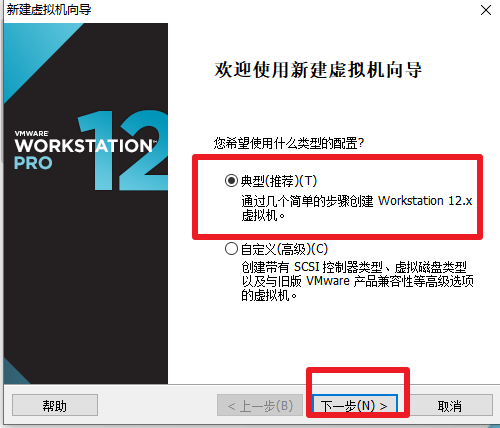 新建虚拟机向导
欢迎使用新建虚拟机向导
VMWARE
WORKSTATION™
PRO
12
您希望使用什么类型的配置?
典型(推荐)(T)
通过几个简单的步骤创建 Workstation 12.x
虚拟机。
自定义(高级)(C)
创建带有 SCSI 控制器类型、虚拟磁盘类型
以及与旧版 VMware 产品兼容性等高级选项
的虚拟机。
帮助
< 上一步(B)
下一步(N) >
取消